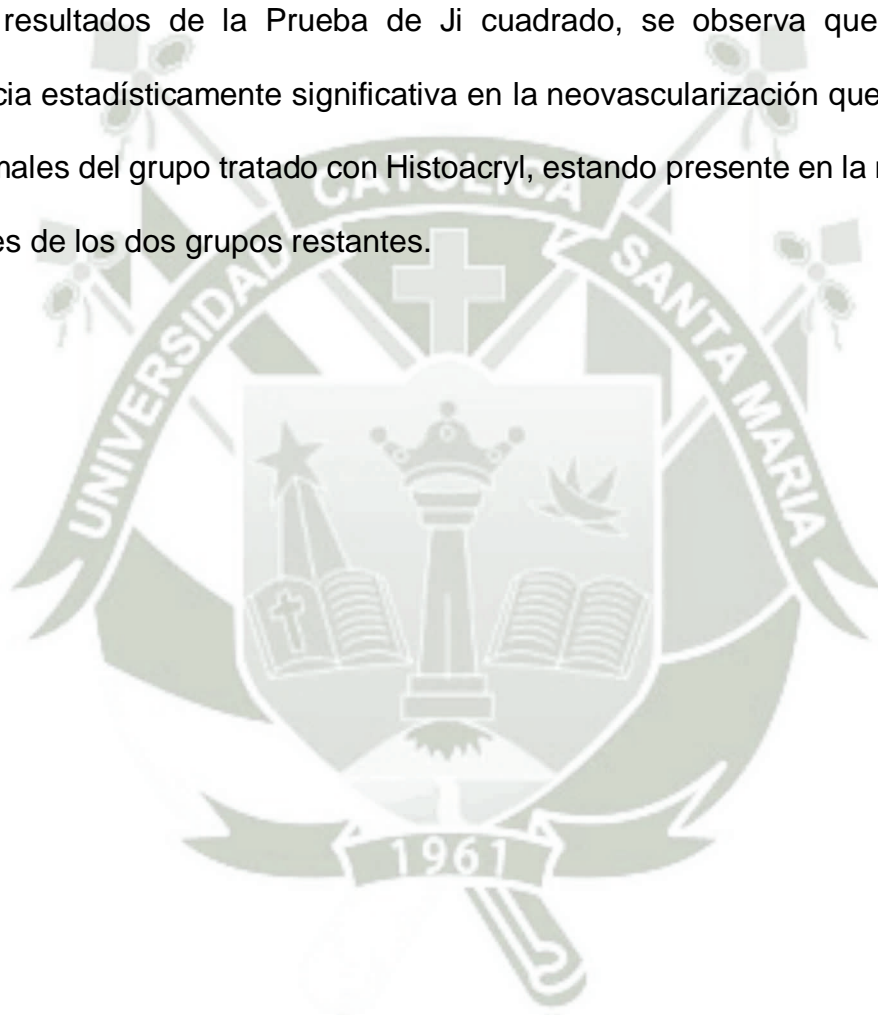 resultados de la Prueba de Ji cuadrado, se observa que
cia estadísticamente significativa en la neovascularización que
males del grupo tratado con Histoacryl, estando presente en la
es de los dos grupos restantes.
UNIVERSIDAD CATOLICA SANTA MARIA
1961